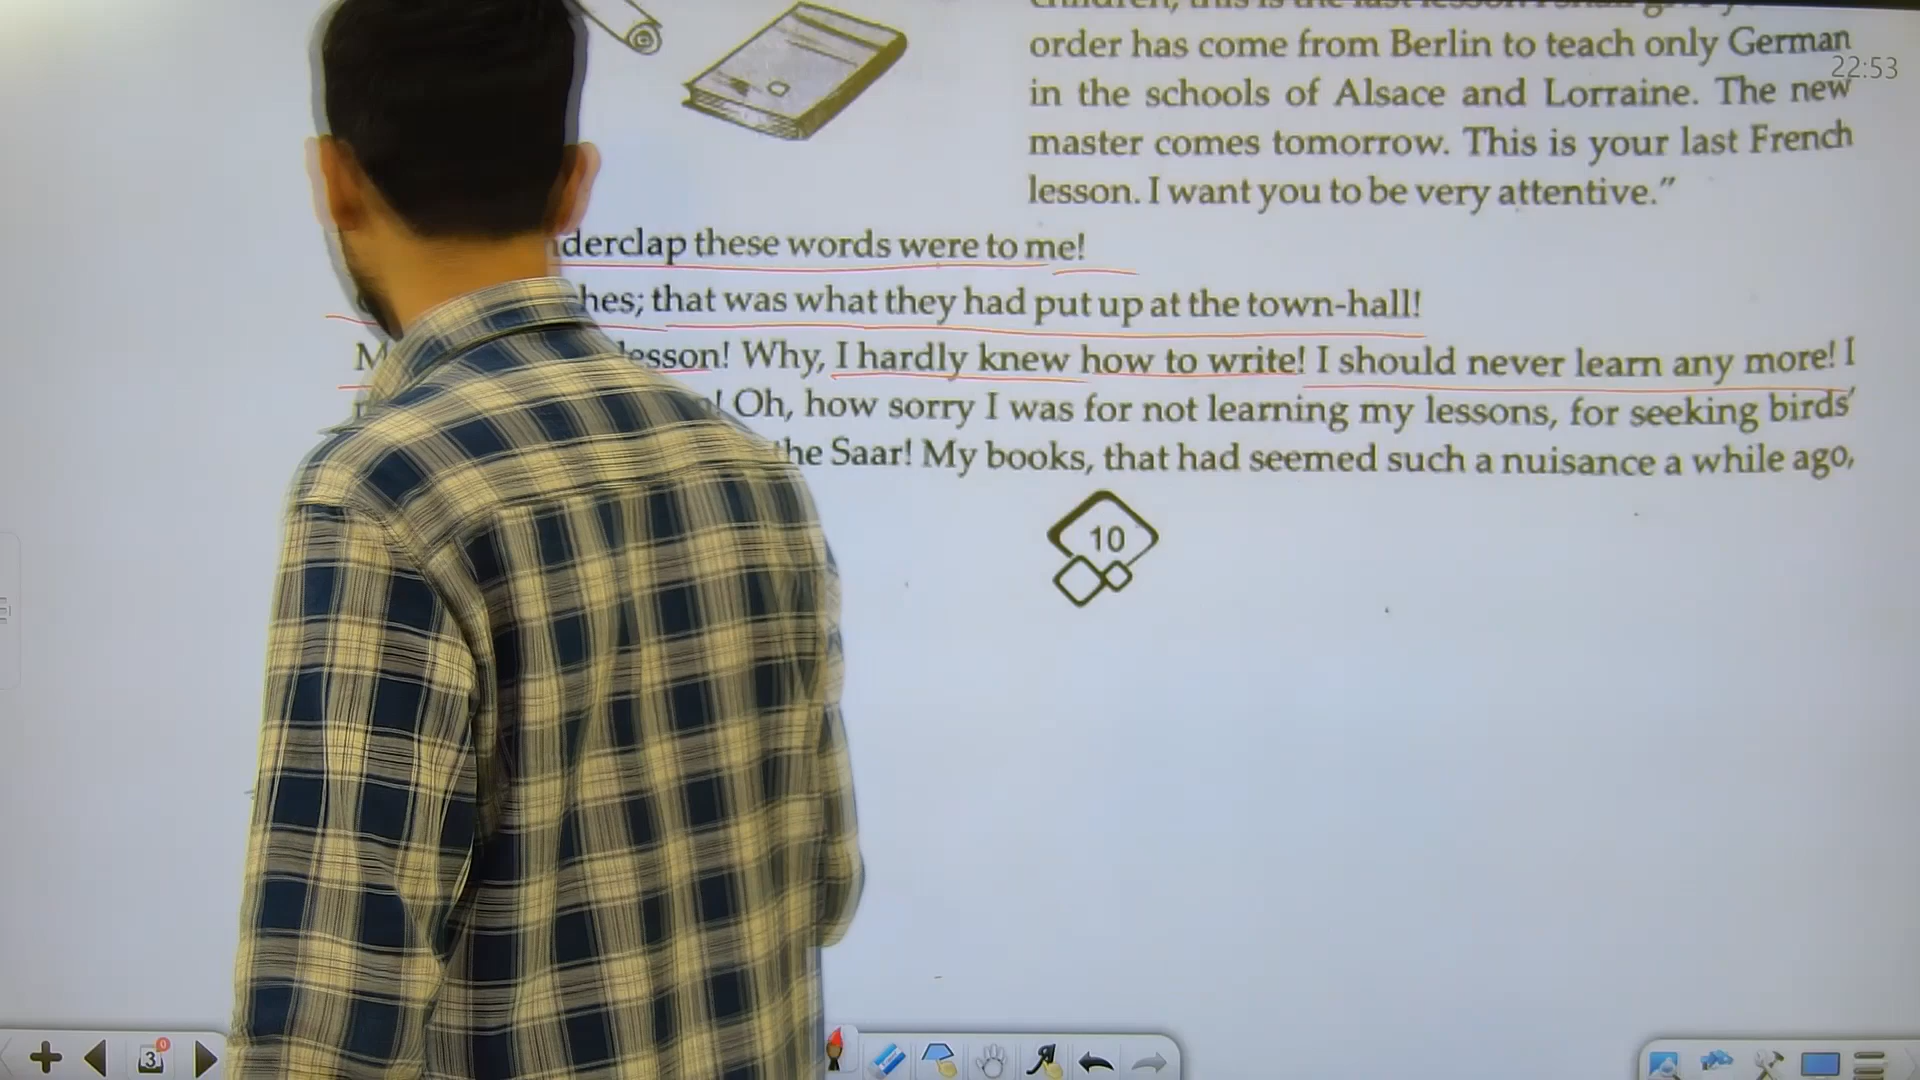 order has come from Berlin to teach only German
22:53
in the schools of Alsace and Lorraine. The new
master comes tomorrow. This is your last French
lesson. I want you to be very attentive."
these words were to me!
that was what they had put up at the town-hall!
lesson! Why, I hardly knew how to write! I should never learn any more! I
Oh, how sorry I was for not learning my lessons, for seeking birds'
the Saar! My books, that had seemed such a nuisance a while ago,
10
3
0